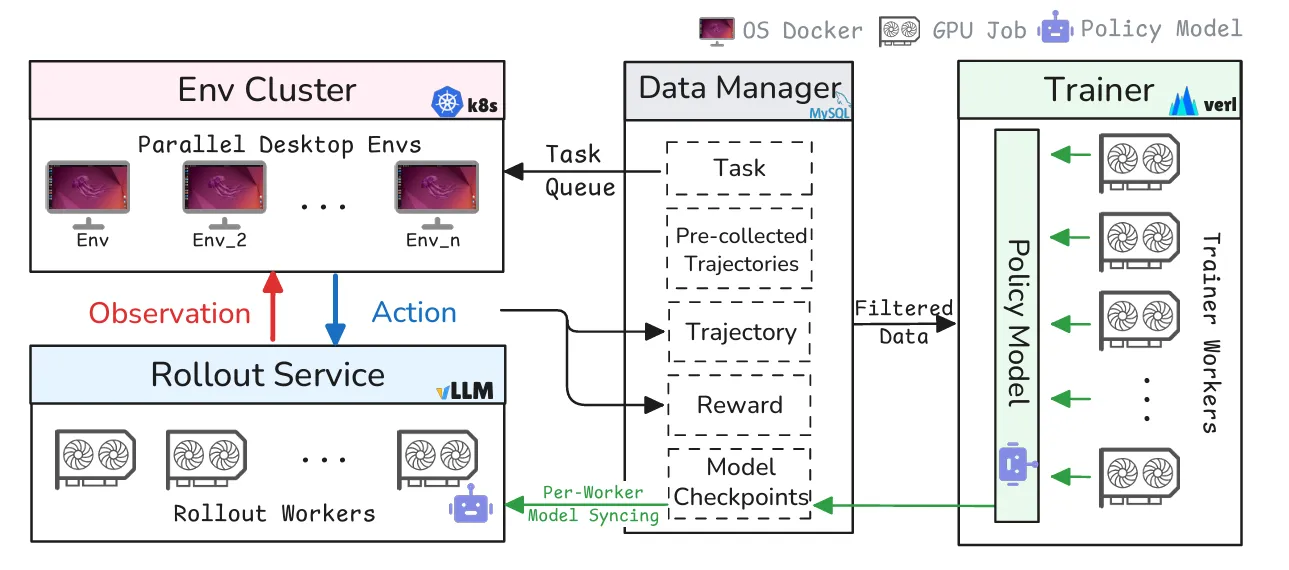 OS Docker
GPU Job
Policy Model
Env Cluster
k8s
Parallel Desktop Envs
Env
Env_2
...
Env_n
Observation
Action
Rollout Service
vLLM
...
Rollout Workers
Task
Queue
Data Manager
MySQL
Task
Pre-collected
Trajectories
Trajectory
Reward
Model
Checkpoints
Per-Worker
Model Syncing
Filtered
Data
Trainer
verl
Policy Model
Trainer Workers